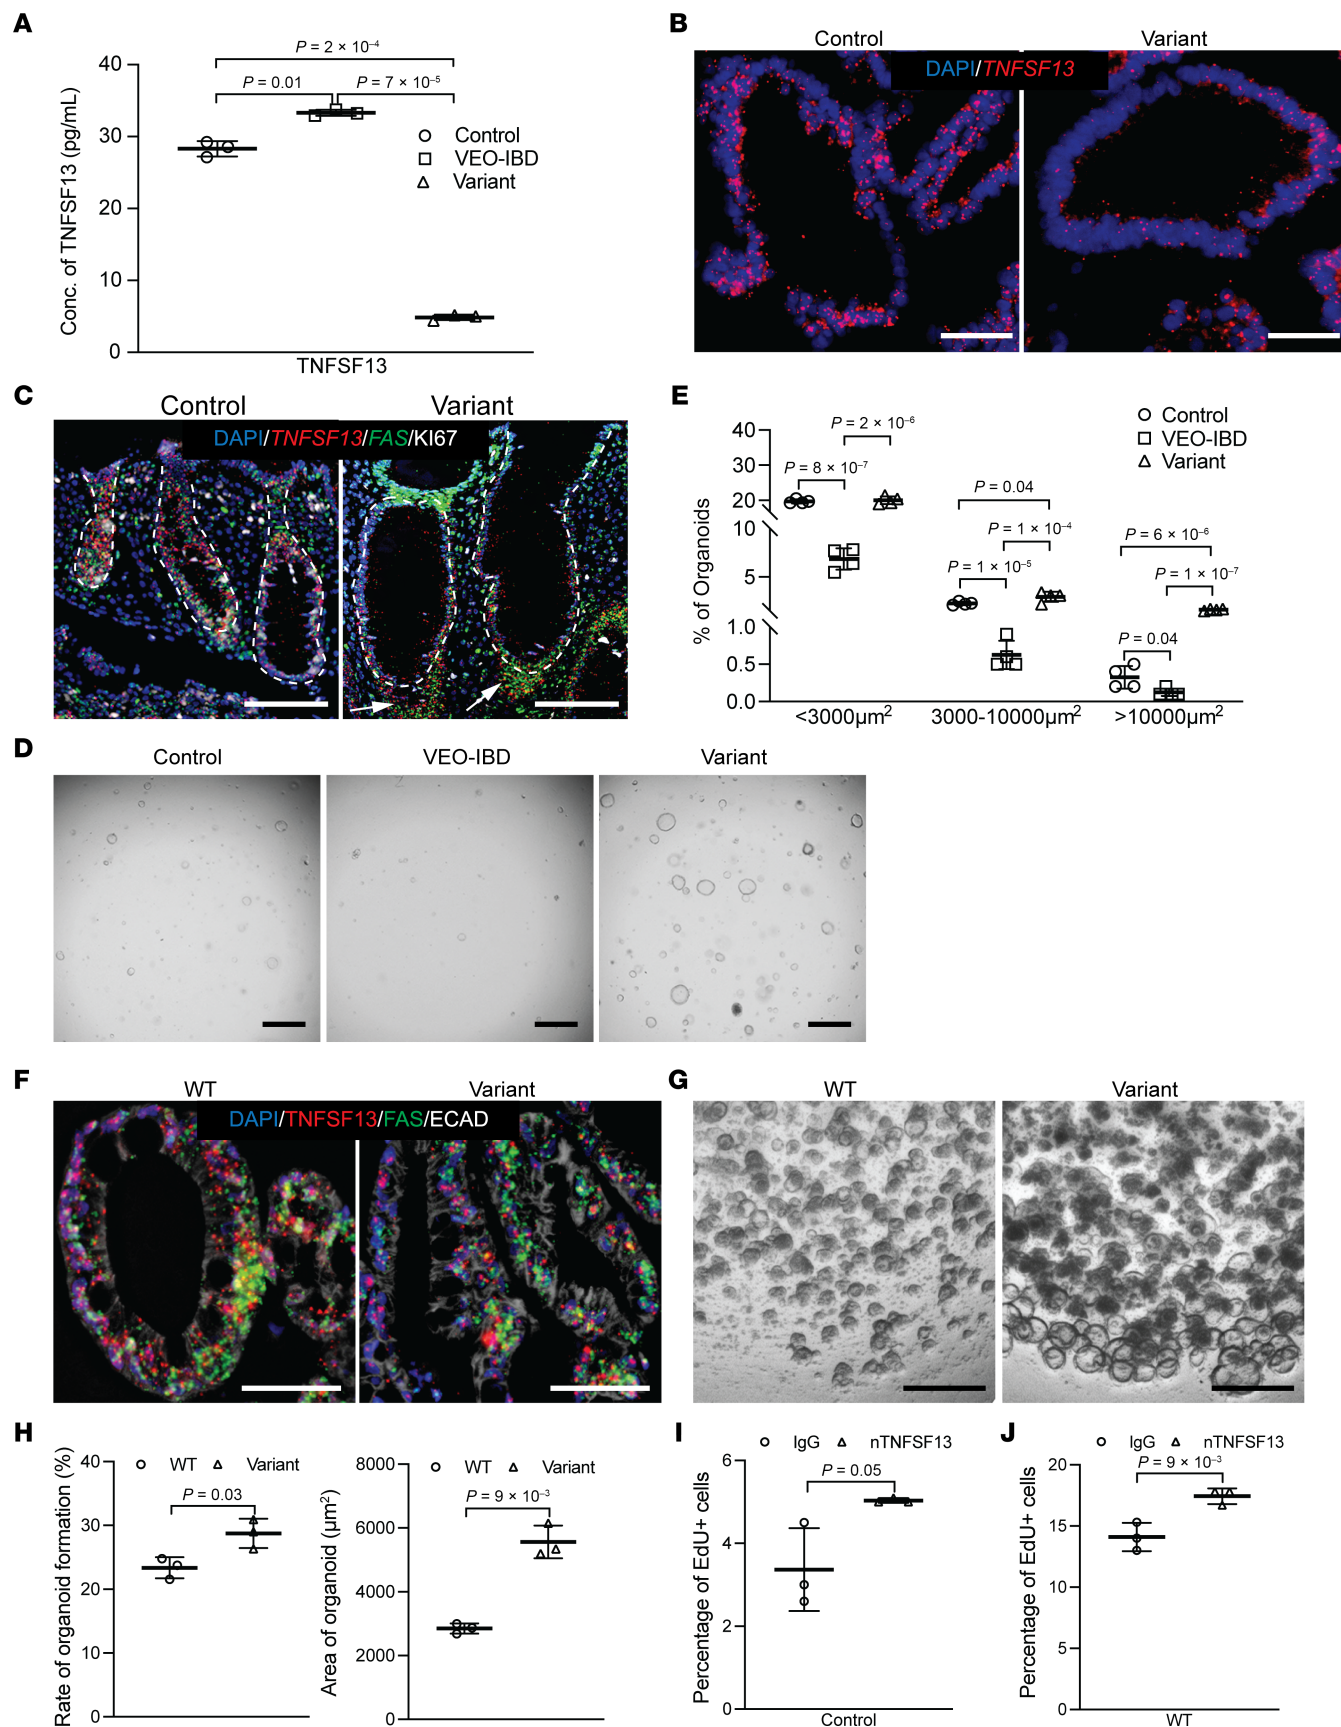 A
P = 2 × 10⁻⁴
P = 0.01
P = 7 × 10⁻⁵
Conc. of TNFSF13 (pg/mL)
40
30
20
10
0
Control
VEO-IBD
Variant
TNFSF13
B
Control
Variant
DAPI/TNFSF13
C
Control
Variant
DAPI/TNFSF13/FAS/KI67
E
Control
VEO-IBD
Variant
% of Organoids
40
30
20
10
5
1.0
0.5
0.0
P = 8 × 10⁻⁷
P = 2 × 10⁻⁶
P = 0.04
P = 1 × 10⁻⁴
P = 1 × 10⁻⁵
P = 6 × 10⁻⁶
P = 1 × 10⁻⁷
P = 0.04
<3000µm²
3000-10000µm²
>10000µm²
D
Control
VEO-IBD
Variant
F
WT
Variant
DAPI/TNFSF13/FAS/ECAD
G
WT
Variant
H
Rate of organoid formation (%)
40
30
20
10
0
WT
Variant
P = 0.03
Area of organoid (µm²)
8000
6000
4000
2000
0
WT
Variant
P = 9 × 10⁻³
I
IgG
nTNFSF13
P = 0.05
Percentage of EdU+ cells
6
4
2
0
Control
J
IgG
nTNFSF13
P = 9 × 10⁻³
Percentage of EdU+ cells
20
15
10
5
0
WT